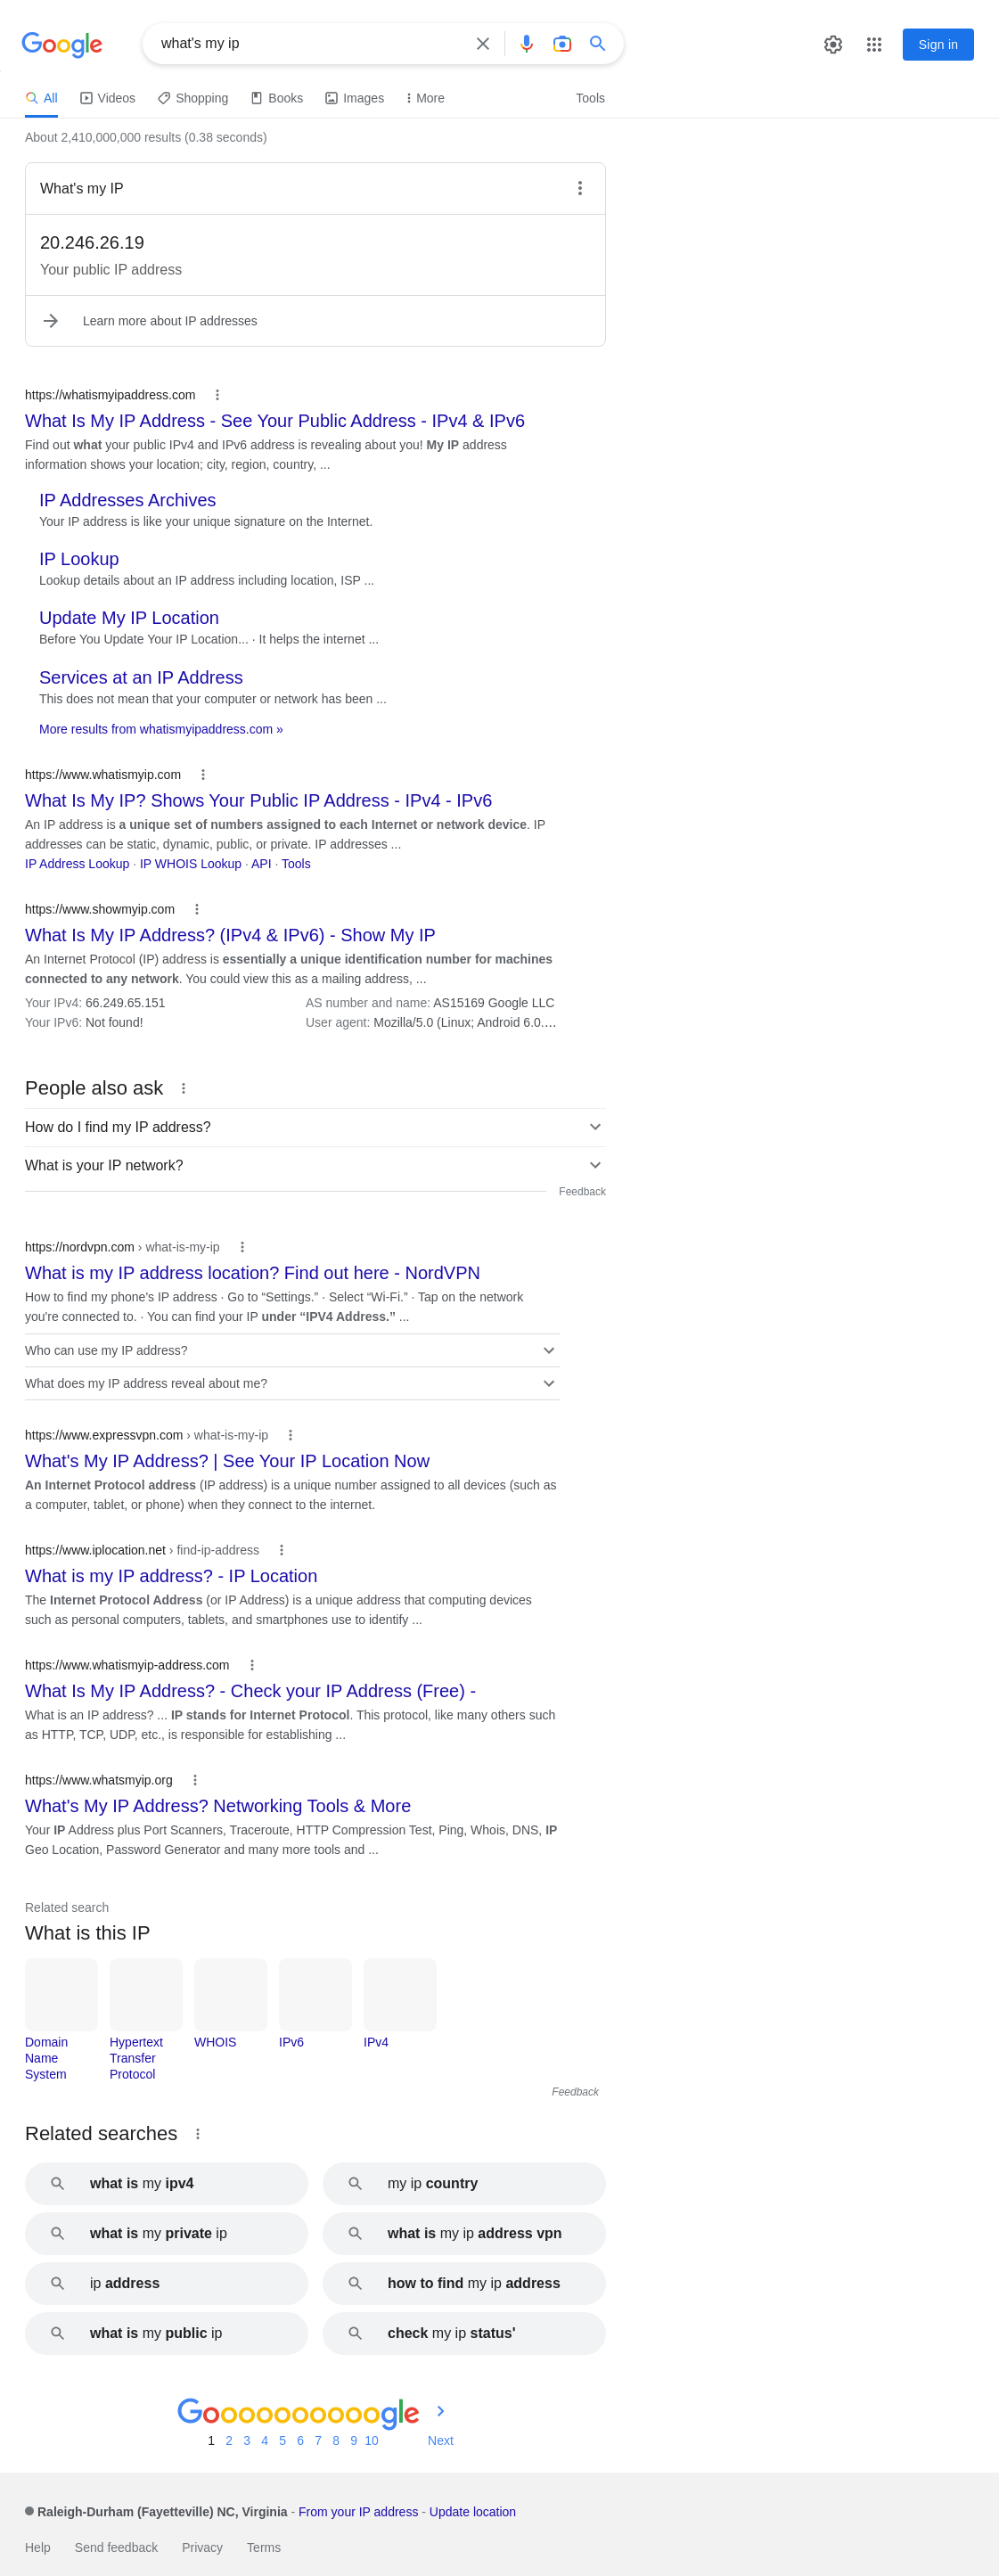 Google
what's my ip
Sign in
All Videos Shopping Books Images More Tools
About 2,410,000,000 results (0.38 seconds)
What's my IP
20.246.26.19
Your public IP address
Learn more about IP addresses
https://whatismyipaddress.com
What Is My IP Address - See Your Public Address - IPv4 & IPv6
Find out what your public IPv4 and IPv6 address is revealing about you! My IP address
information shows your location; city, region, country, ...
IP Addresses Archives
Your IP address is like your unique signature on the Internet.
IP Lookup
Lookup details about an IP address including location, ISP ...
Update My IP Location
Before You Update Your IP Location... · It helps the internet ...
Services at an IP Address
This does not mean that your computer or network has been ...
More results from whatismyipaddress.com »
https://www.whatismyip.com
What Is My IP? Shows Your Public IP Address - IPv4 - IPv6
An IP address is a unique set of numbers assigned to each Internet or network device. IP
addresses can be static, dynamic, public, or private. IP addresses ...
IP Address Lookup · IP WHOIS Lookup · API · Tools
https://www.showmyip.com
What Is My IP Address? (IPv4 & IPv6) - Show My IP
An Internet Protocol (IP) address is essentially a unique identification number for machines
connected to any network. You could view this as a mailing address, ...
Your IPv4: 66.249.65.151 AS number and name: AS15169 Google LLC
Your IPv6: Not found! User agent: Mozilla/5.0 (Linux; Android 6.0....
People also ask
How do I find my IP address?
What is your IP network?
Feedback
https://nordvpn.com › what-is-my-ip
What is my IP address location? Find out here - NordVPN
How to find my phone's IP address · Go to “Settings.” · Select “Wi-Fi.” · Tap on the network
you're connected to. · You can find your IP under “IPV4 Address.” ...
Who can use my IP address?
What does my IP address reveal about me?
https://www.expressvpn.com › what-is-my-ip
What's My IP Address? | See Your IP Location Now
An Internet Protocol address (IP address) is a unique number assigned to all devices (such as
a computer, tablet, or phone) when they connect to the internet.
https://www.iplocation.net › find-ip-address
What is my IP address? - IP Location
The Internet Protocol Address (or IP Address) is a unique address that computing devices
such as personal computers, tablets, and smartphones use to identify ...
https://www.whatismyip-address.com
What Is My IP Address? - Check your IP Address (Free) -
What is an IP address? ... IP stands for Internet Protocol. This protocol, like many others such
as HTTP, TCP, UDP, etc., is responsible for establishing ...
https://www.whatsmyip.org
What's My IP Address? Networking Tools & More
Your IP Address plus Port Scanners, Traceroute, HTTP Compression Test, Ping, Whois, DNS, IP
Geo Location, Password Generator and many more tools and ...
Related search
What is this IP
Domain Name System
Hypertext Transfer Protocol
WHOIS
IPv6
IPv4
Feedback
Related searches
what is my ipv4
my ip country
what is my private ip
what is my ip address vpn
ip address
how to find my ip address
what is my public ip
check my ip status'
Goooooooooogle
1 2 3 4 5 6 7 8 9 10 Next
Raleigh-Durham (Fayetteville) NC, Virginia - From your IP address - Update location
Help Send feedback Privacy Terms